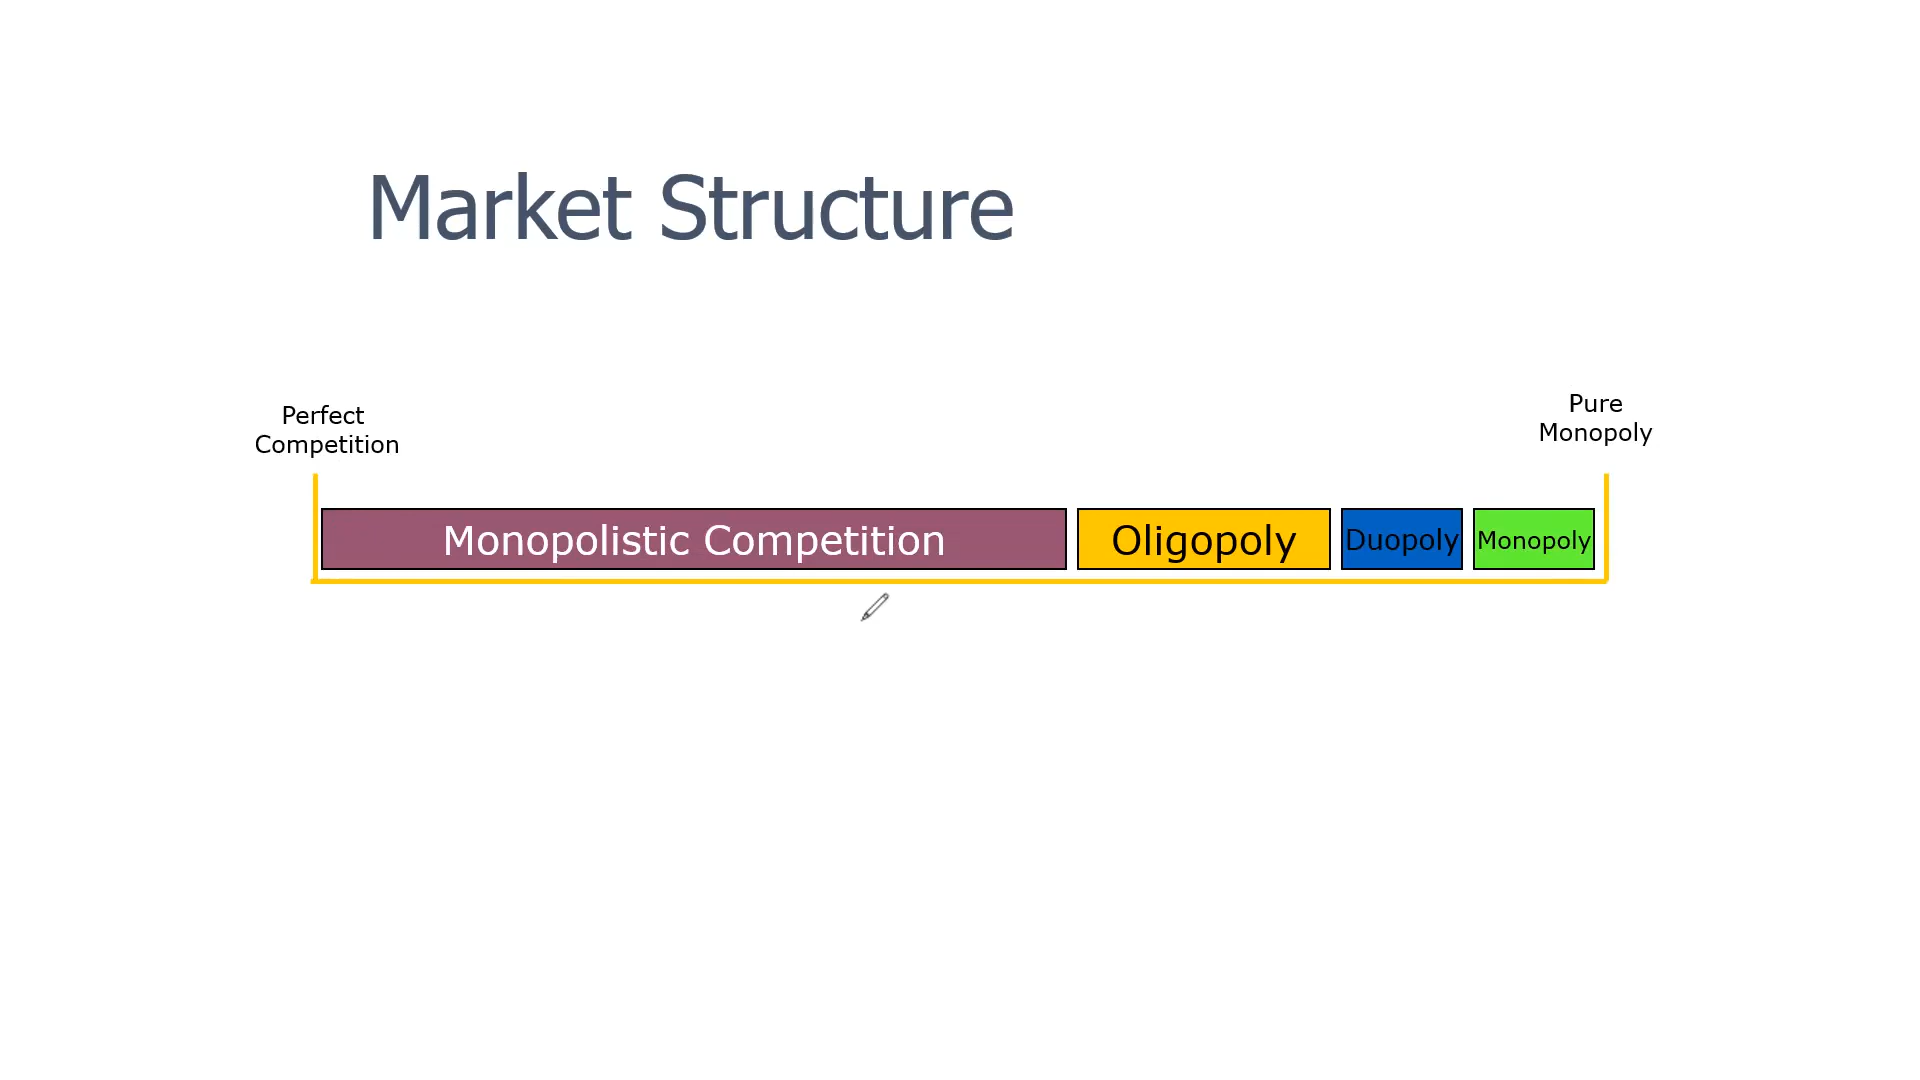 Market Structure
Perfect
Competition
Pure
Monopoly
Monopolistic Competition
Oligopoly
Duopoly
Monopoly